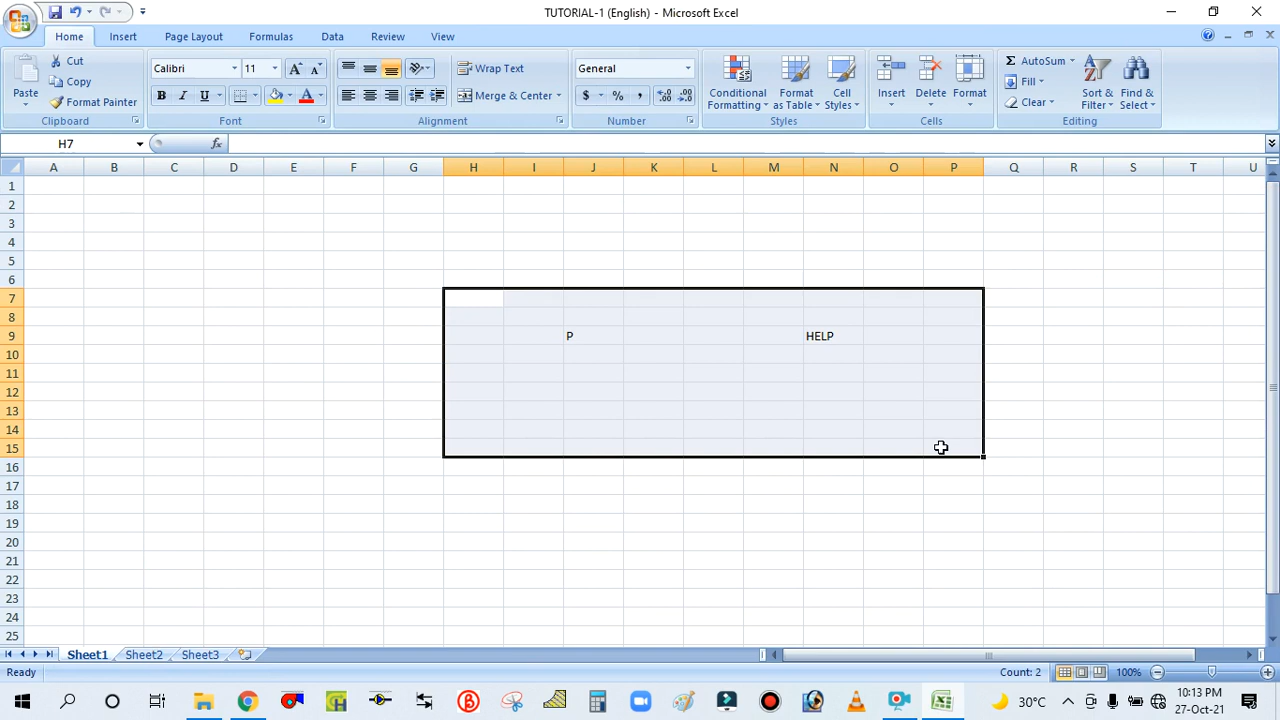 TUTORIAL-1 (English) - Microsoft Excel
Home Insert Page Layout Formulas Data Review View
Paste Cut Calibri 11 A A Wrap Text General Conditional Formatting Format as Table Cell Styles Insert Delete Format Σ AutoSum Sort & Filter Find & Select
Copy Fill
Format Painter B I U A Merge & Center $ % , Clear
Clipboard Font Alignment Number Styles Cells Editing
H7 fx
A B C D E F G H I J K L M N O P Q R S T U
1
2
3
4
5
6
7
8
9 P HELP
10
11
12
13
14
15
16
17
18
19
20
21
22
23
24
25
Sheet1 Sheet2 Sheet3
Ready Count: 2 100%
30°C 10:13 PM
27-Oct-21